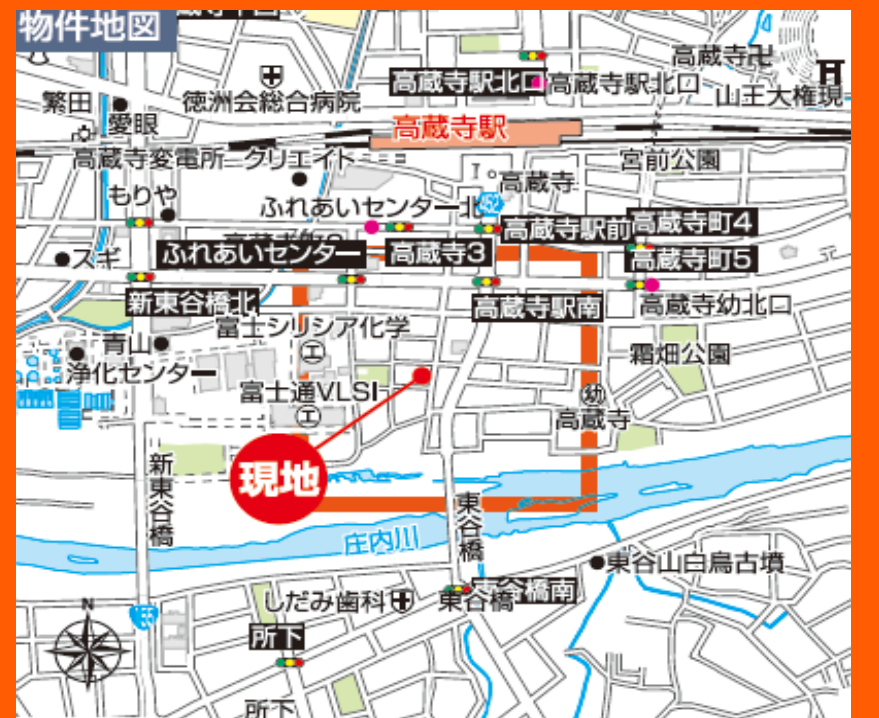 物件地図
高蔵寺卍
高蔵寺駅北口
高蔵寺駅北口
山王大権現
繁田
愛眼
徳洲会総合病院
高蔵寺駅
高蔵寺変電所
クリエイト
宮前公園
高蔵寺
もりや
ふれあいセンター北
452
高蔵寺駅前
高蔵寺町4
スギ
ふれあいセンター
高蔵寺3
高蔵寺町5
新東谷橋北
高蔵寺駅南
高蔵寺幼北口
富士シリシア化学
工
青山
霜畑公園
浄化センター
富士通VLSI
工
幼
高蔵寺
現地
新東谷橋
東谷橋
庄内川
東谷山白鳥古墳
しだみ歯科
東谷橋
橋南
N
所下
所下